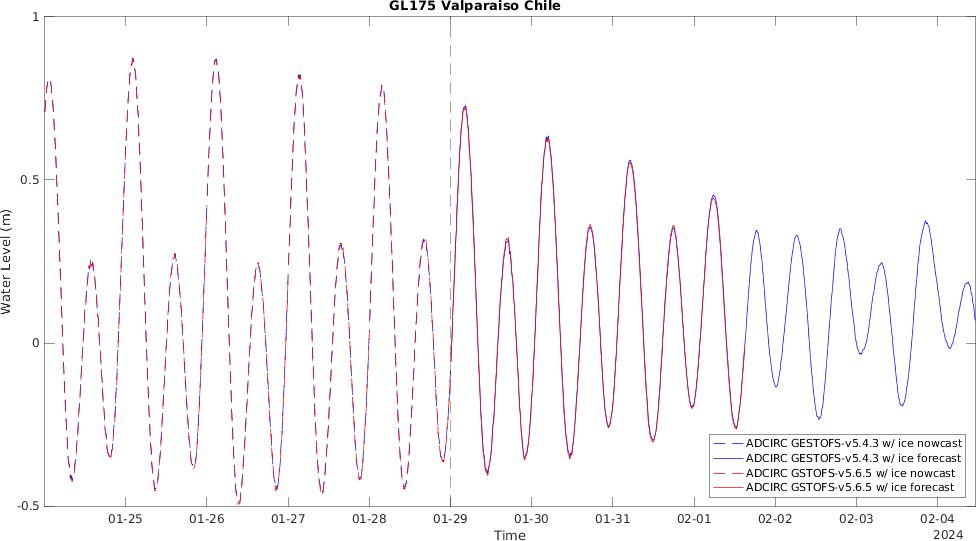 GL175 Valparaiso Chile
1
0.5
0
-0.5
Water Level (m)
ADCIRC GESTOFS-v5.4.3 w/ ice nowcast
ADCIRC GESTOFS-v5.4.3 w/ ice forecast
ADCIRC GSTOFS-v5.6.5 w/ ice nowcast
ADCIRC GSTOFS-v5.6.5 w/ ice forecast
01-25 01-26 01-27 01-28 01-29 01-30 01-31 02-01 02-02 02-03 02-04
Time
2024